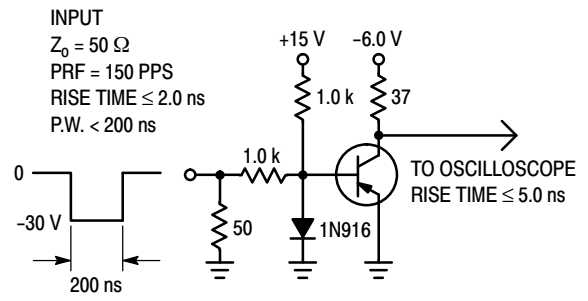 INPUT
Zo = 50 Ω
PRF = 150 PPS
RISE TIME ≤ 2.0 ns
P.W. < 200 ns
+15 V
−6.0 V
1.0 k
37
1.0 k
TO OSCILLOSCOPE
RISE TIME ≤ 5.0 ns
0
−30 V
50
1N916
200 ns